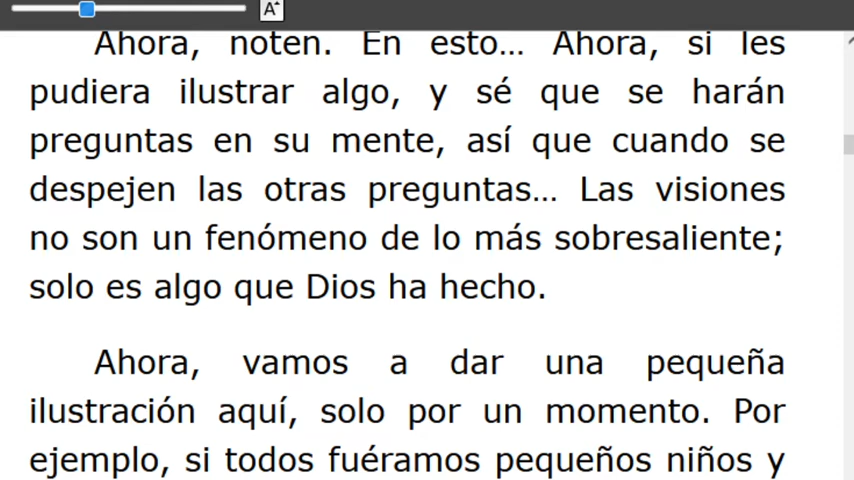 A
Ahora, noten. En esto… Ahora, si les
pudiera ilustrar algo, y sé que se harán
preguntas en su mente, así que cuando se
despejen las otras preguntas… Las visiones
no son un fenómeno de lo más sobresaliente;
solo es algo que Dios ha hecho.
Ahora, vamos a dar una pequeña
ilustración aquí, solo por un momento. Por
ejemplo, si todos fuéramos pequeños niños y